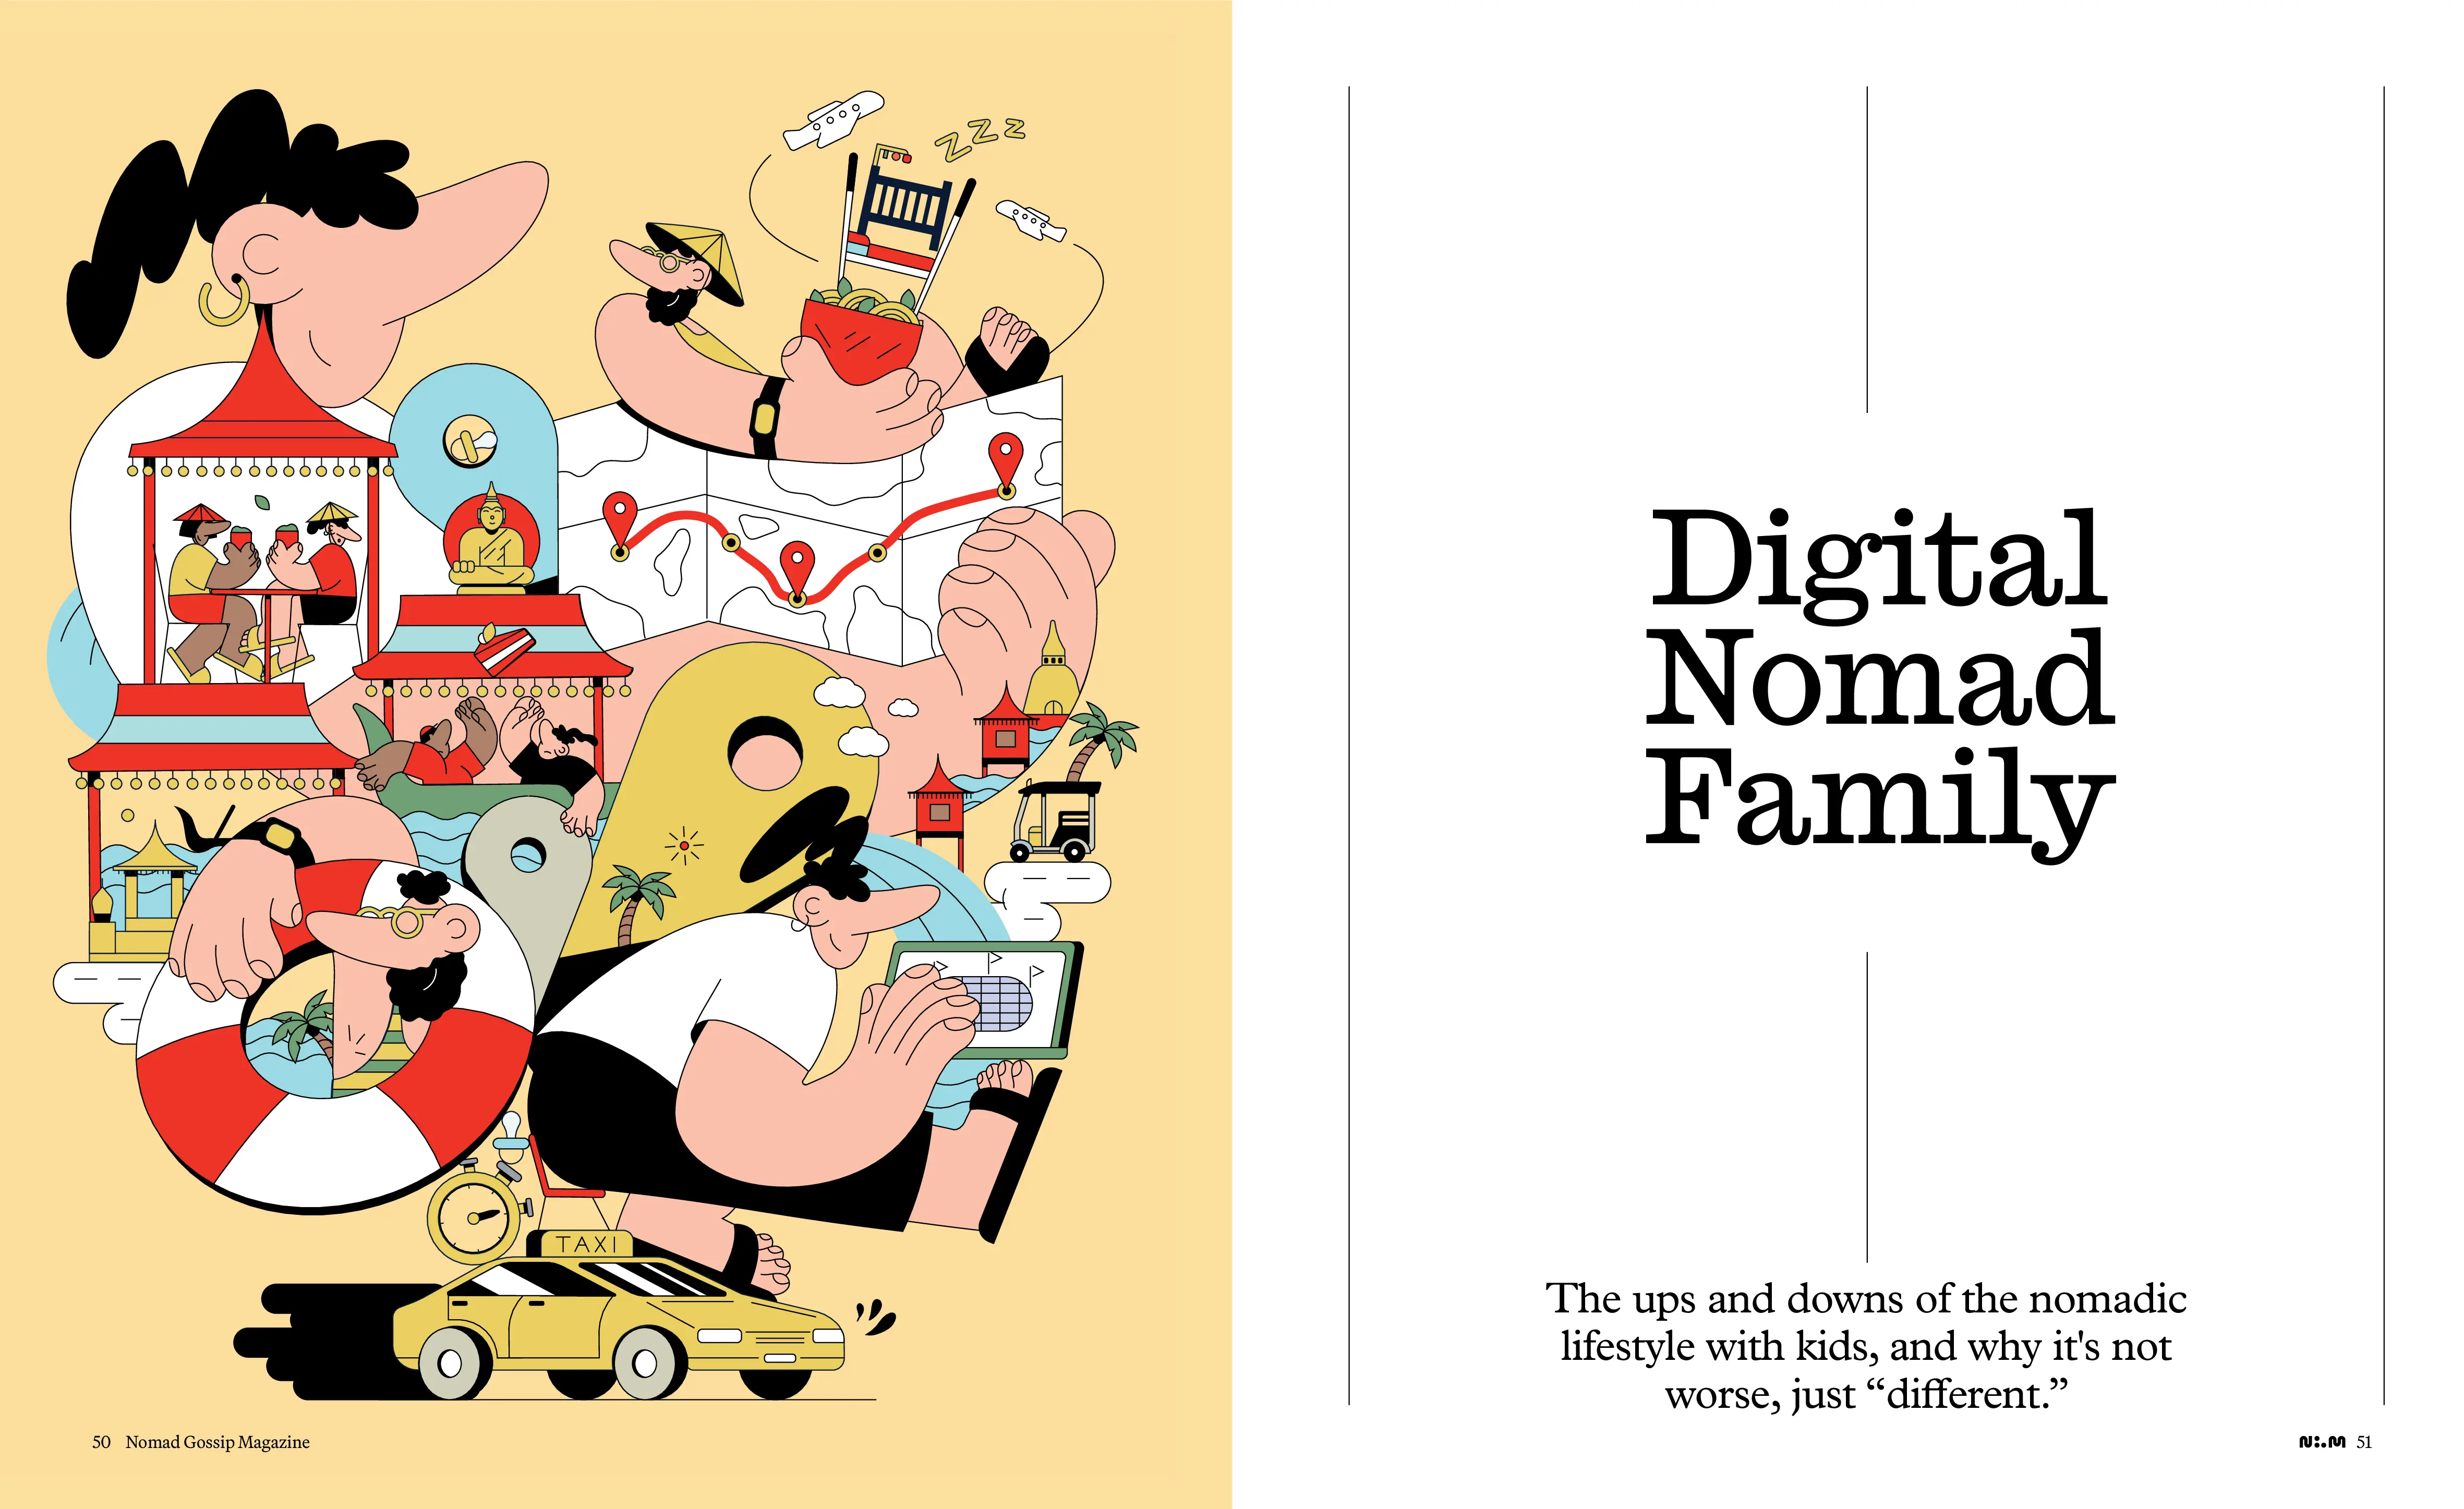 zzz
TAXI
50 Nomad Gossip Magazine
Digital
Nomad
Family
The ups and downs of the nomadic
lifestyle with kids, and why it's not
worse, just “different.”
N:.M 51